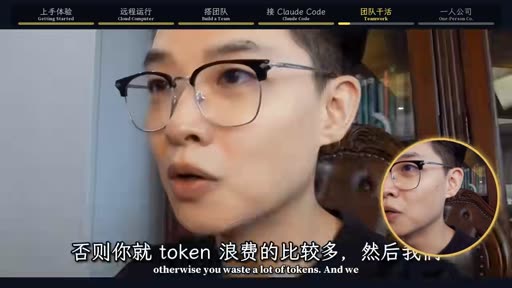 上手体验
Getting Started
远程运行
Cloud Computer
搭团队
Build a Team
接 Claude Code
Claude Code
团队干活
Teamwork
一人公司
One Person Co.
否则你就 token 浪费的比较多，然后我们
otherwise you waste a lot of tokens. And we